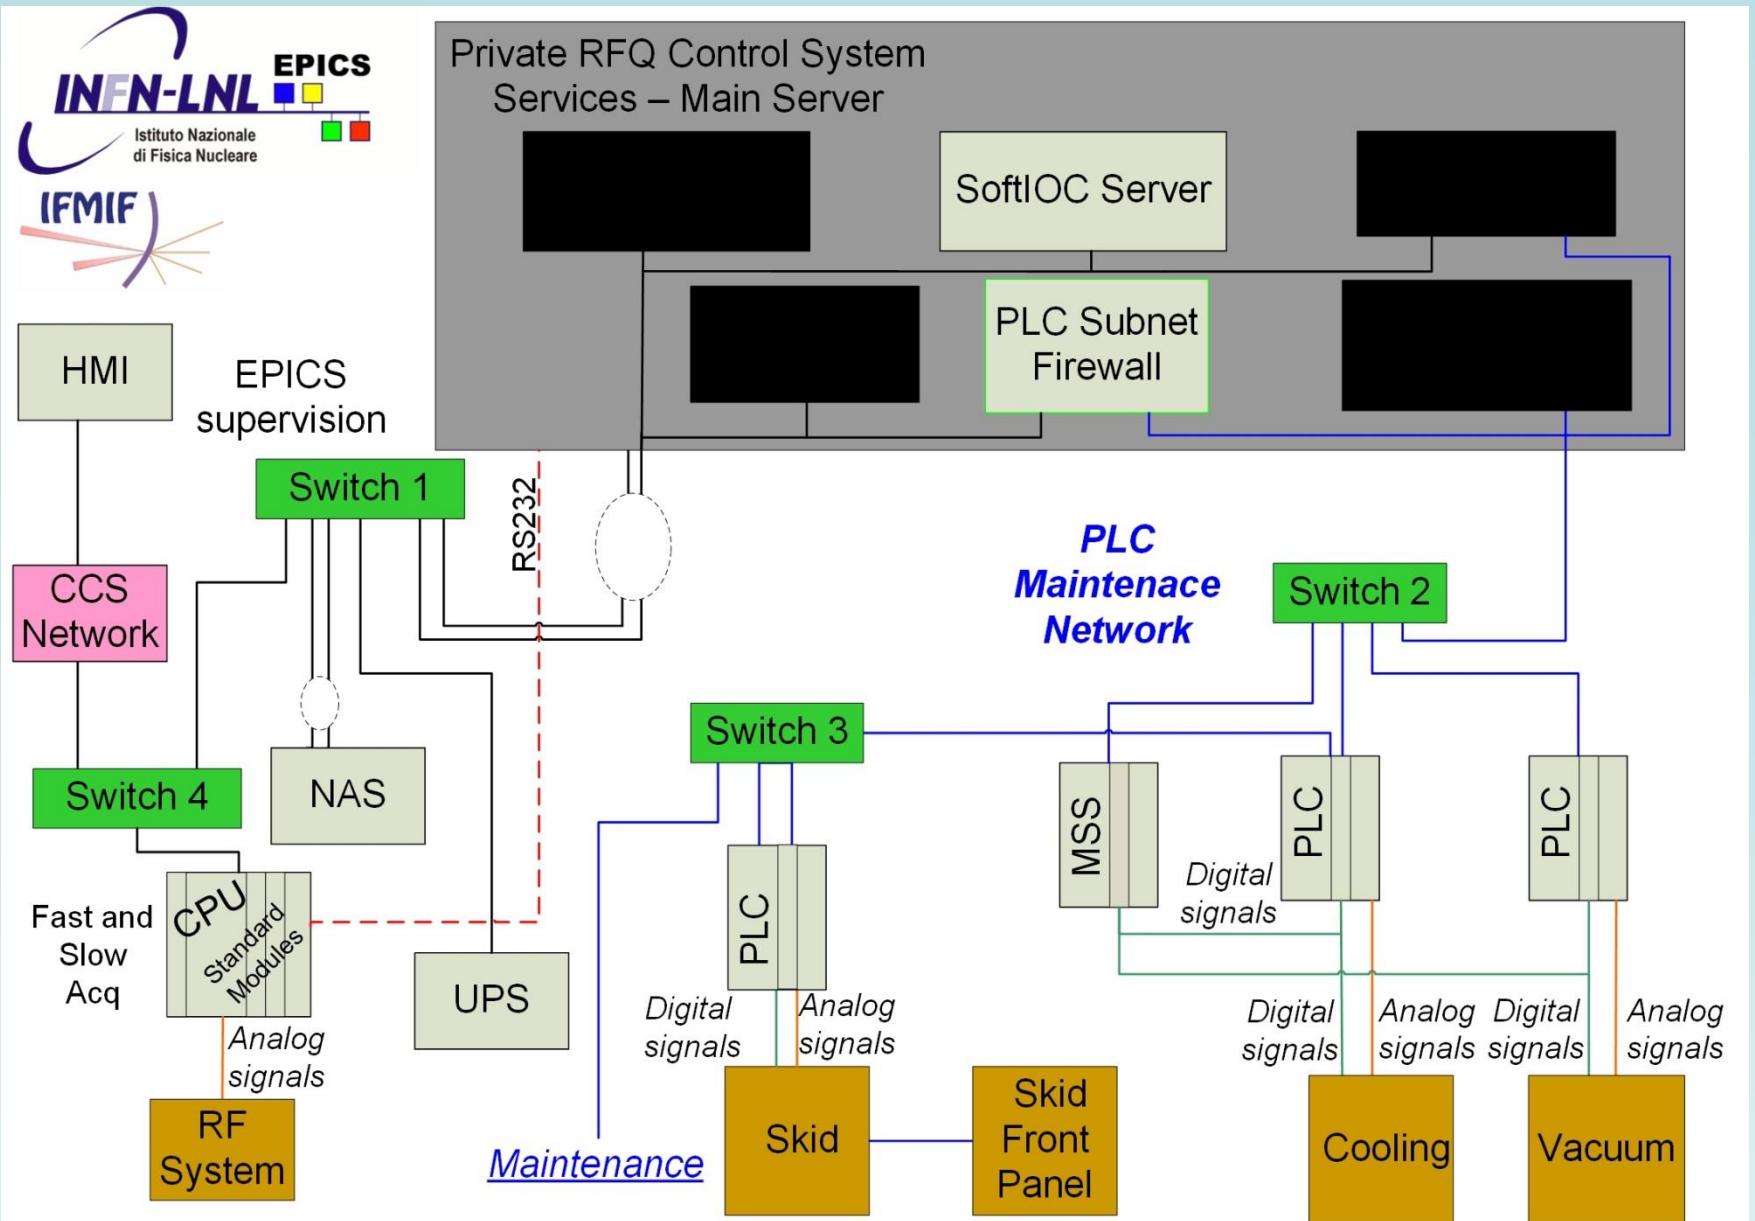 INFN-LNL
EPICS
Istituto Nazionale
di Fisica Nucleare
IFMIF
Private RFQ Control System
Services – Main Server
SoftIOC Server
PLC Subnet
Firewall
HMI
EPICS
supervision
Switch 1
RS232
CCS
Network
PLC
Maintenace
Network
Switch 2
Switch 3
Switch 4
NAS
MSS
PLC
PLC
Digital
signals
Fast and
Slow
Acq
CPU
Standard
Modules
PLC
UPS
Analog
signals
Digital
signals
Analog
signals
Digital
signals
Analog
signals
Digital
signals
Analog
signals
RF
System
Maintenance
Skid
Skid
Front
Panel
Cooling
Vacuum